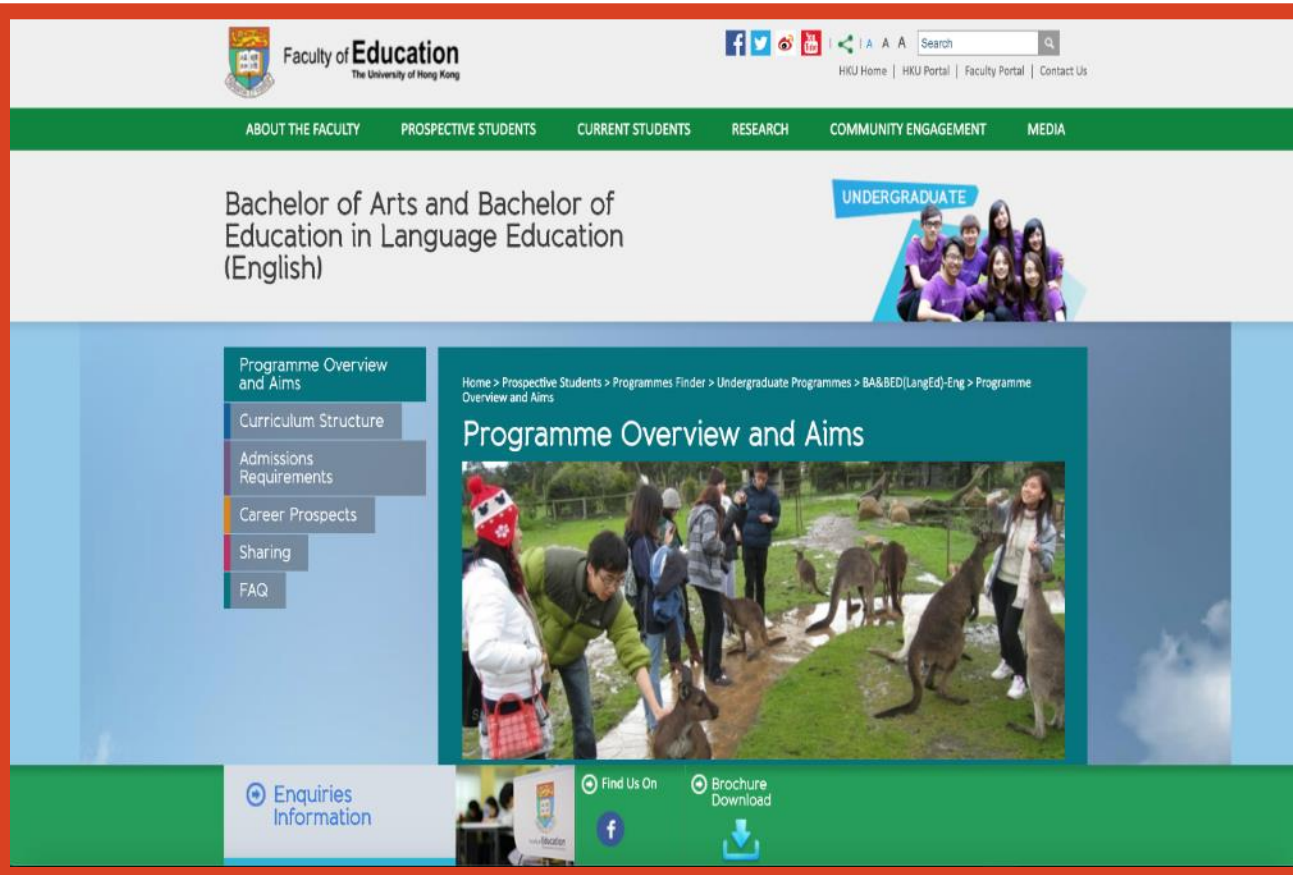 Faculty of Education
The University of Hong Kong
A A A Search
HKU Home | HKU Portal | Faculty Portal | Contact Us
ABOUT THE FACULTY PROSPECTIVE STUDENTS CURRENT STUDENTS RESEARCH COMMUNITY ENGAGEMENT MEDIA
Bachelor of Arts and Bachelor of
Education in Language Education
(English)
UNDERGRADUATE
Programme Overview
and Aims
Curriculum Structure
Admissions
Requirements
Career Prospects
Sharing
FAQ
Home > Prospective Students > Programmes Finder > Undergraduate Programmes > BA&BED(LangEd)-Eng > Programme
Overview and Aims
Programme Overview and Aims
Enquiries
Information
Find Us On
Brochure
Download